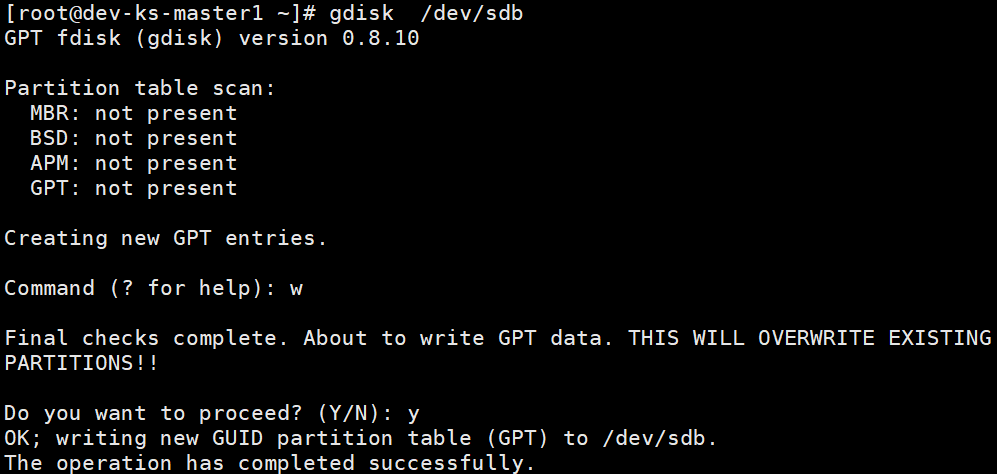 [root@dev-ks-master1 ~]# gdisk  /dev/sdb
GPT fdisk (gdisk) version 0.8.10
Partition table scan:
  MBR: not present
  BSD: not present
  APM: not present
  GPT: not present
Creating new GPT entries.
Command (? for help): w
Final checks complete. About to write GPT data. THIS WILL OVERWRITE EXISTING
PARTITIONS!!
Do you want to proceed? (Y/N): y
OK; writing new GUID partition table (GPT) to /dev/sdb.
The operation has completed successfully.